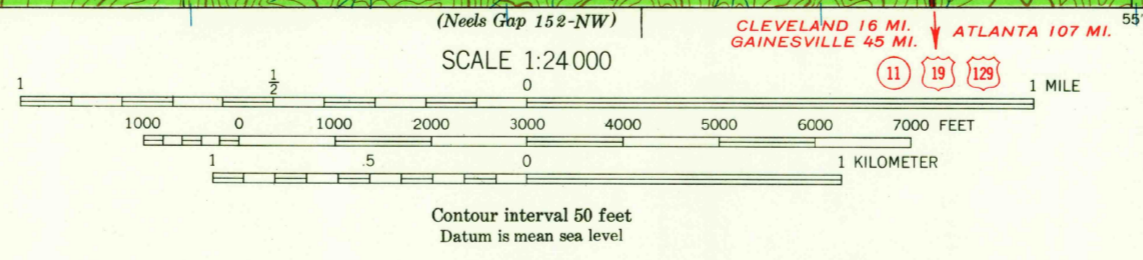 (Neels Gap 152-NW)
SCALE 1:24 000
CLEVELAND 16 MI.
GAINESVILLE 45 MI.
ATLANTA 107 MI.
11 19 129
1 ½ 0 1 MILE
1000 0 1000 2000 3000 4000 5000 6000 7000 FEET
1 .5 0 1 KILOMETER
Contour interval 50 feet
Datum is mean sea level